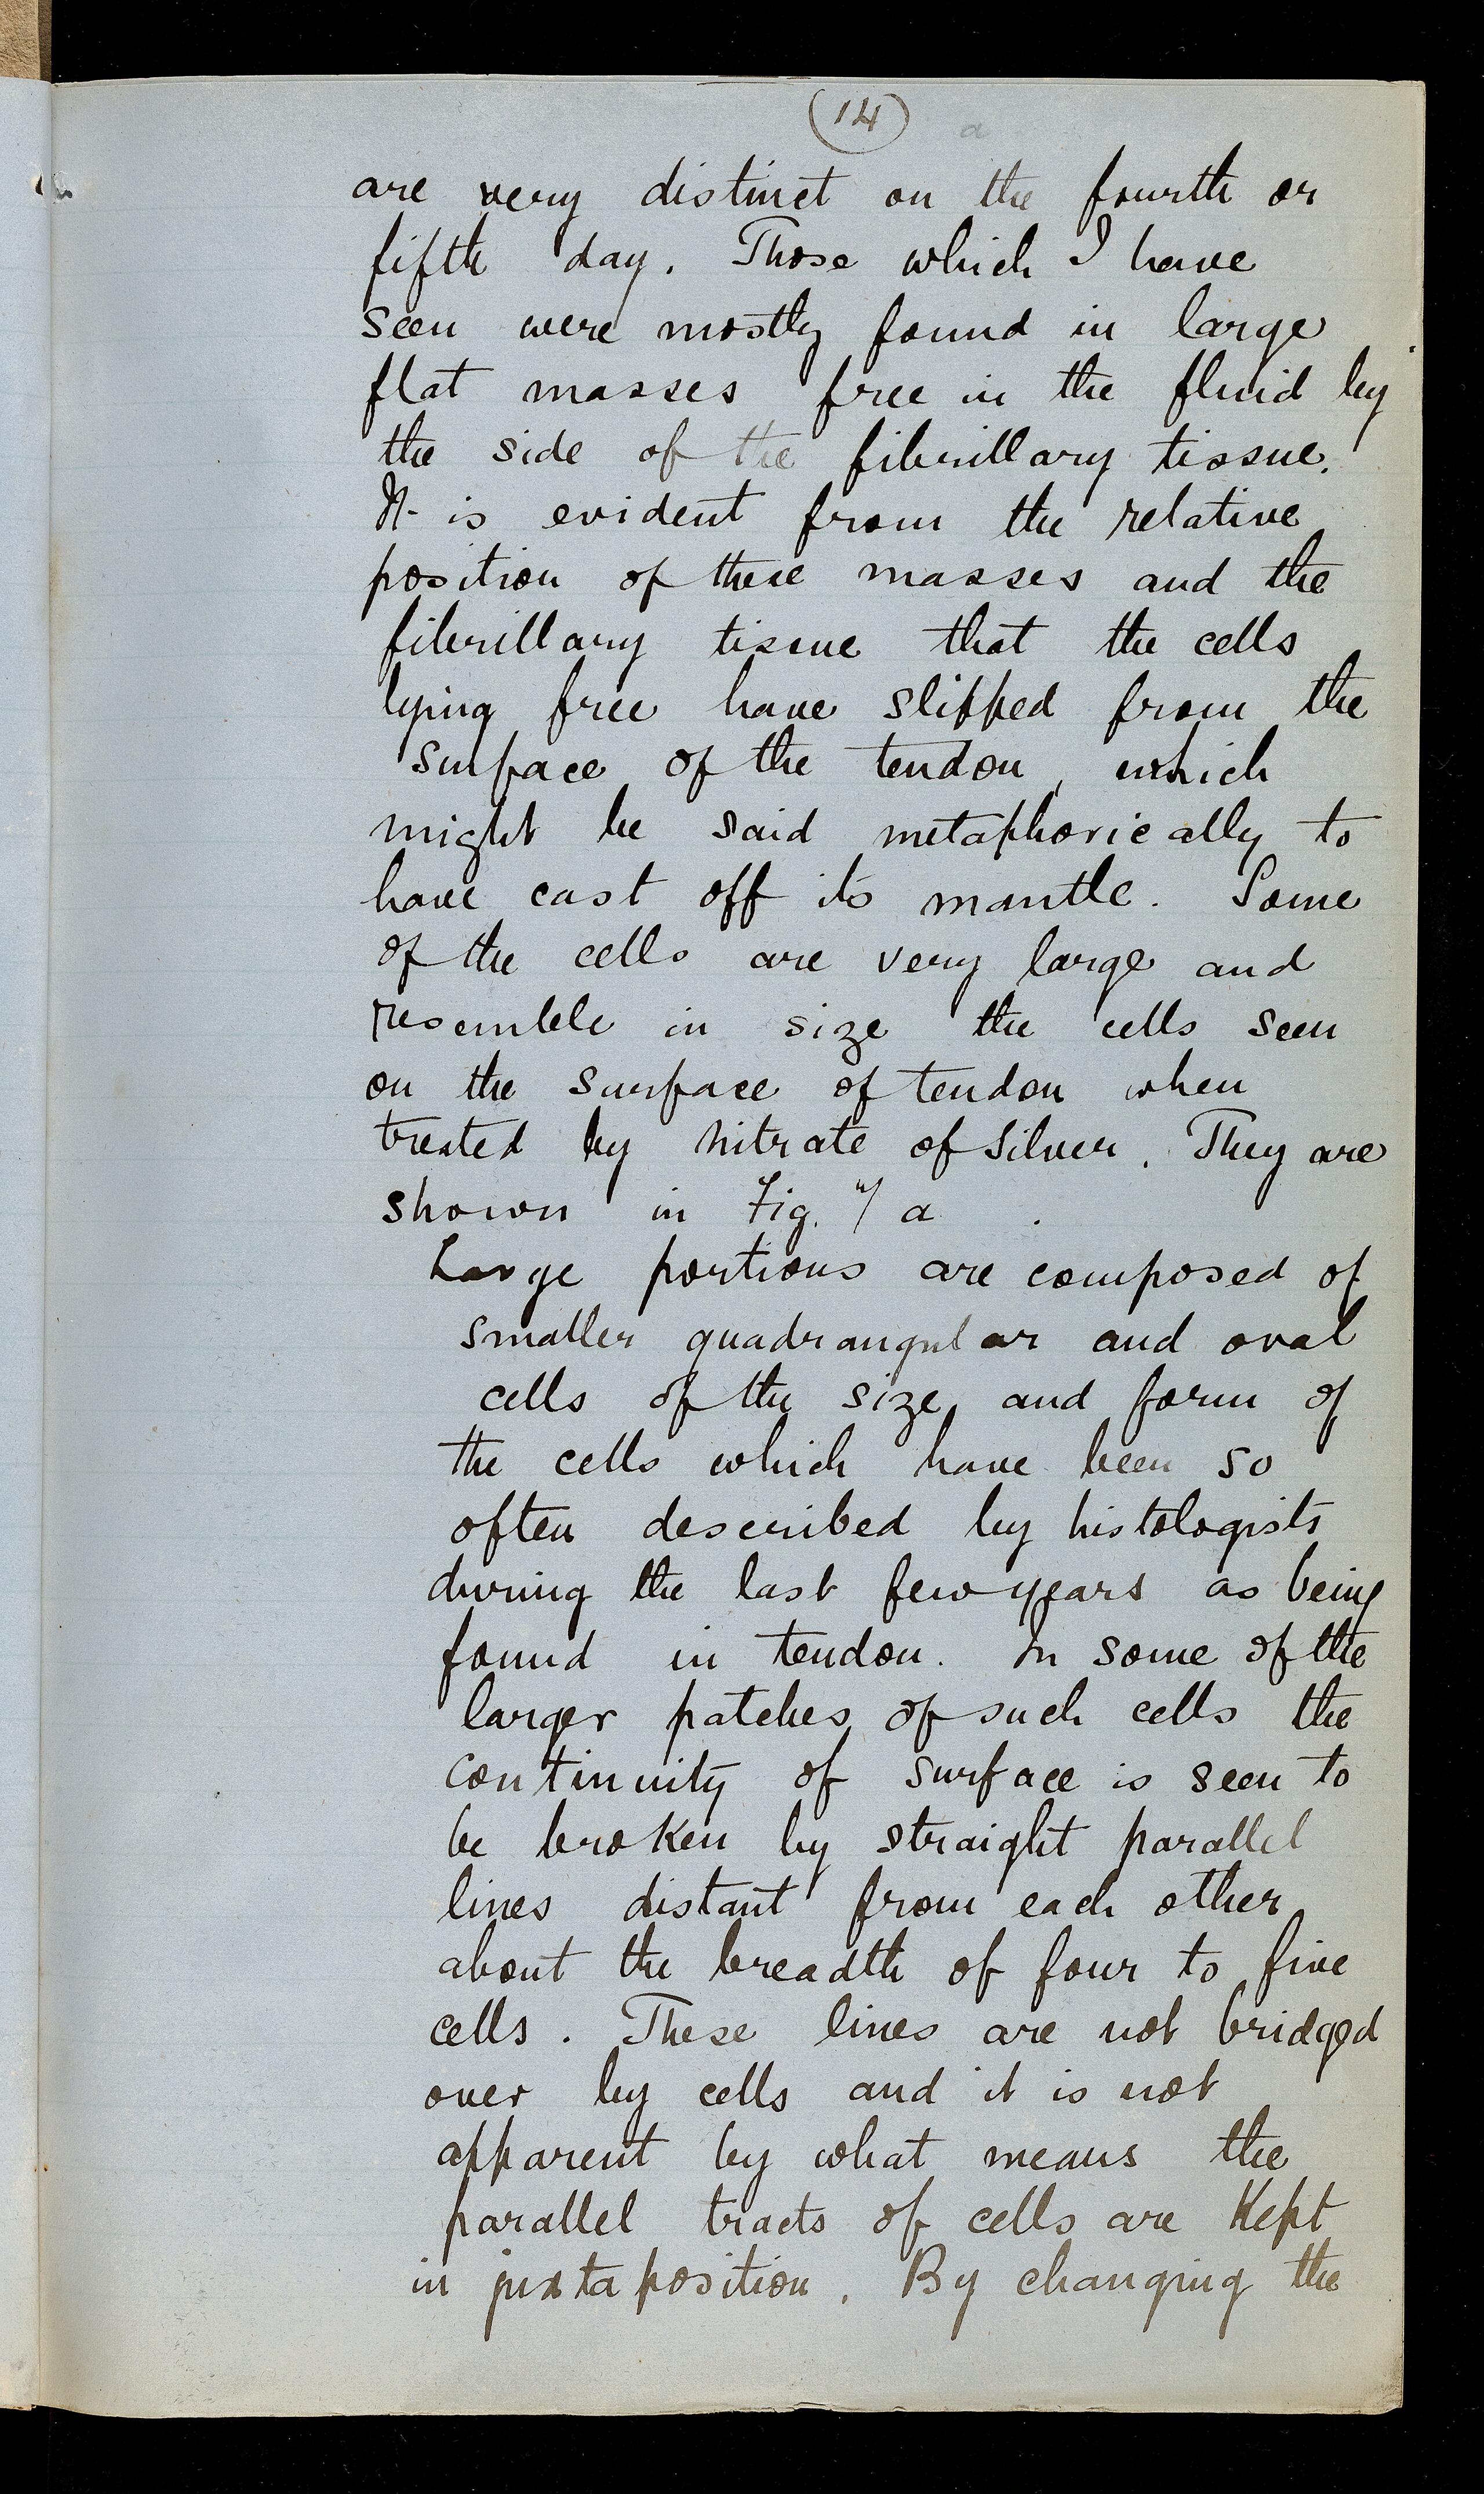 (14) a
are very distinct on the fourth or
fifth day. Those which I have
seen were mostly found in large
flat masses free in the fluid by
the side of the fibrillary tissue.
It is evident from the relative
position of these masses and the
fibrillary tissue that the cells
lying free have slipped from the
surface of the tendon, which
might be said metaphorically to
have cast off its mantle. Some
of the cells are very large and
resemble in size the cells seen
on the surface of tendon when
treated by nitrate of silver. They are
shown in Fig. a.
Large portions are composed of
smaller quadrangular and oval
cells of the size and form of
the cells which have been so
often described by histologists
during the last few years as being
found in tendon. In some of the
larger patches of such cells the
continuity of surface is seen to
be broken by straight parallel
lines distant from each other
about the breadth of four to five
cells. These lines are not bridged
over by cells and it is not
apparent by what means the
parallel tracts of cells are kept
in juxtaposition. By changing the